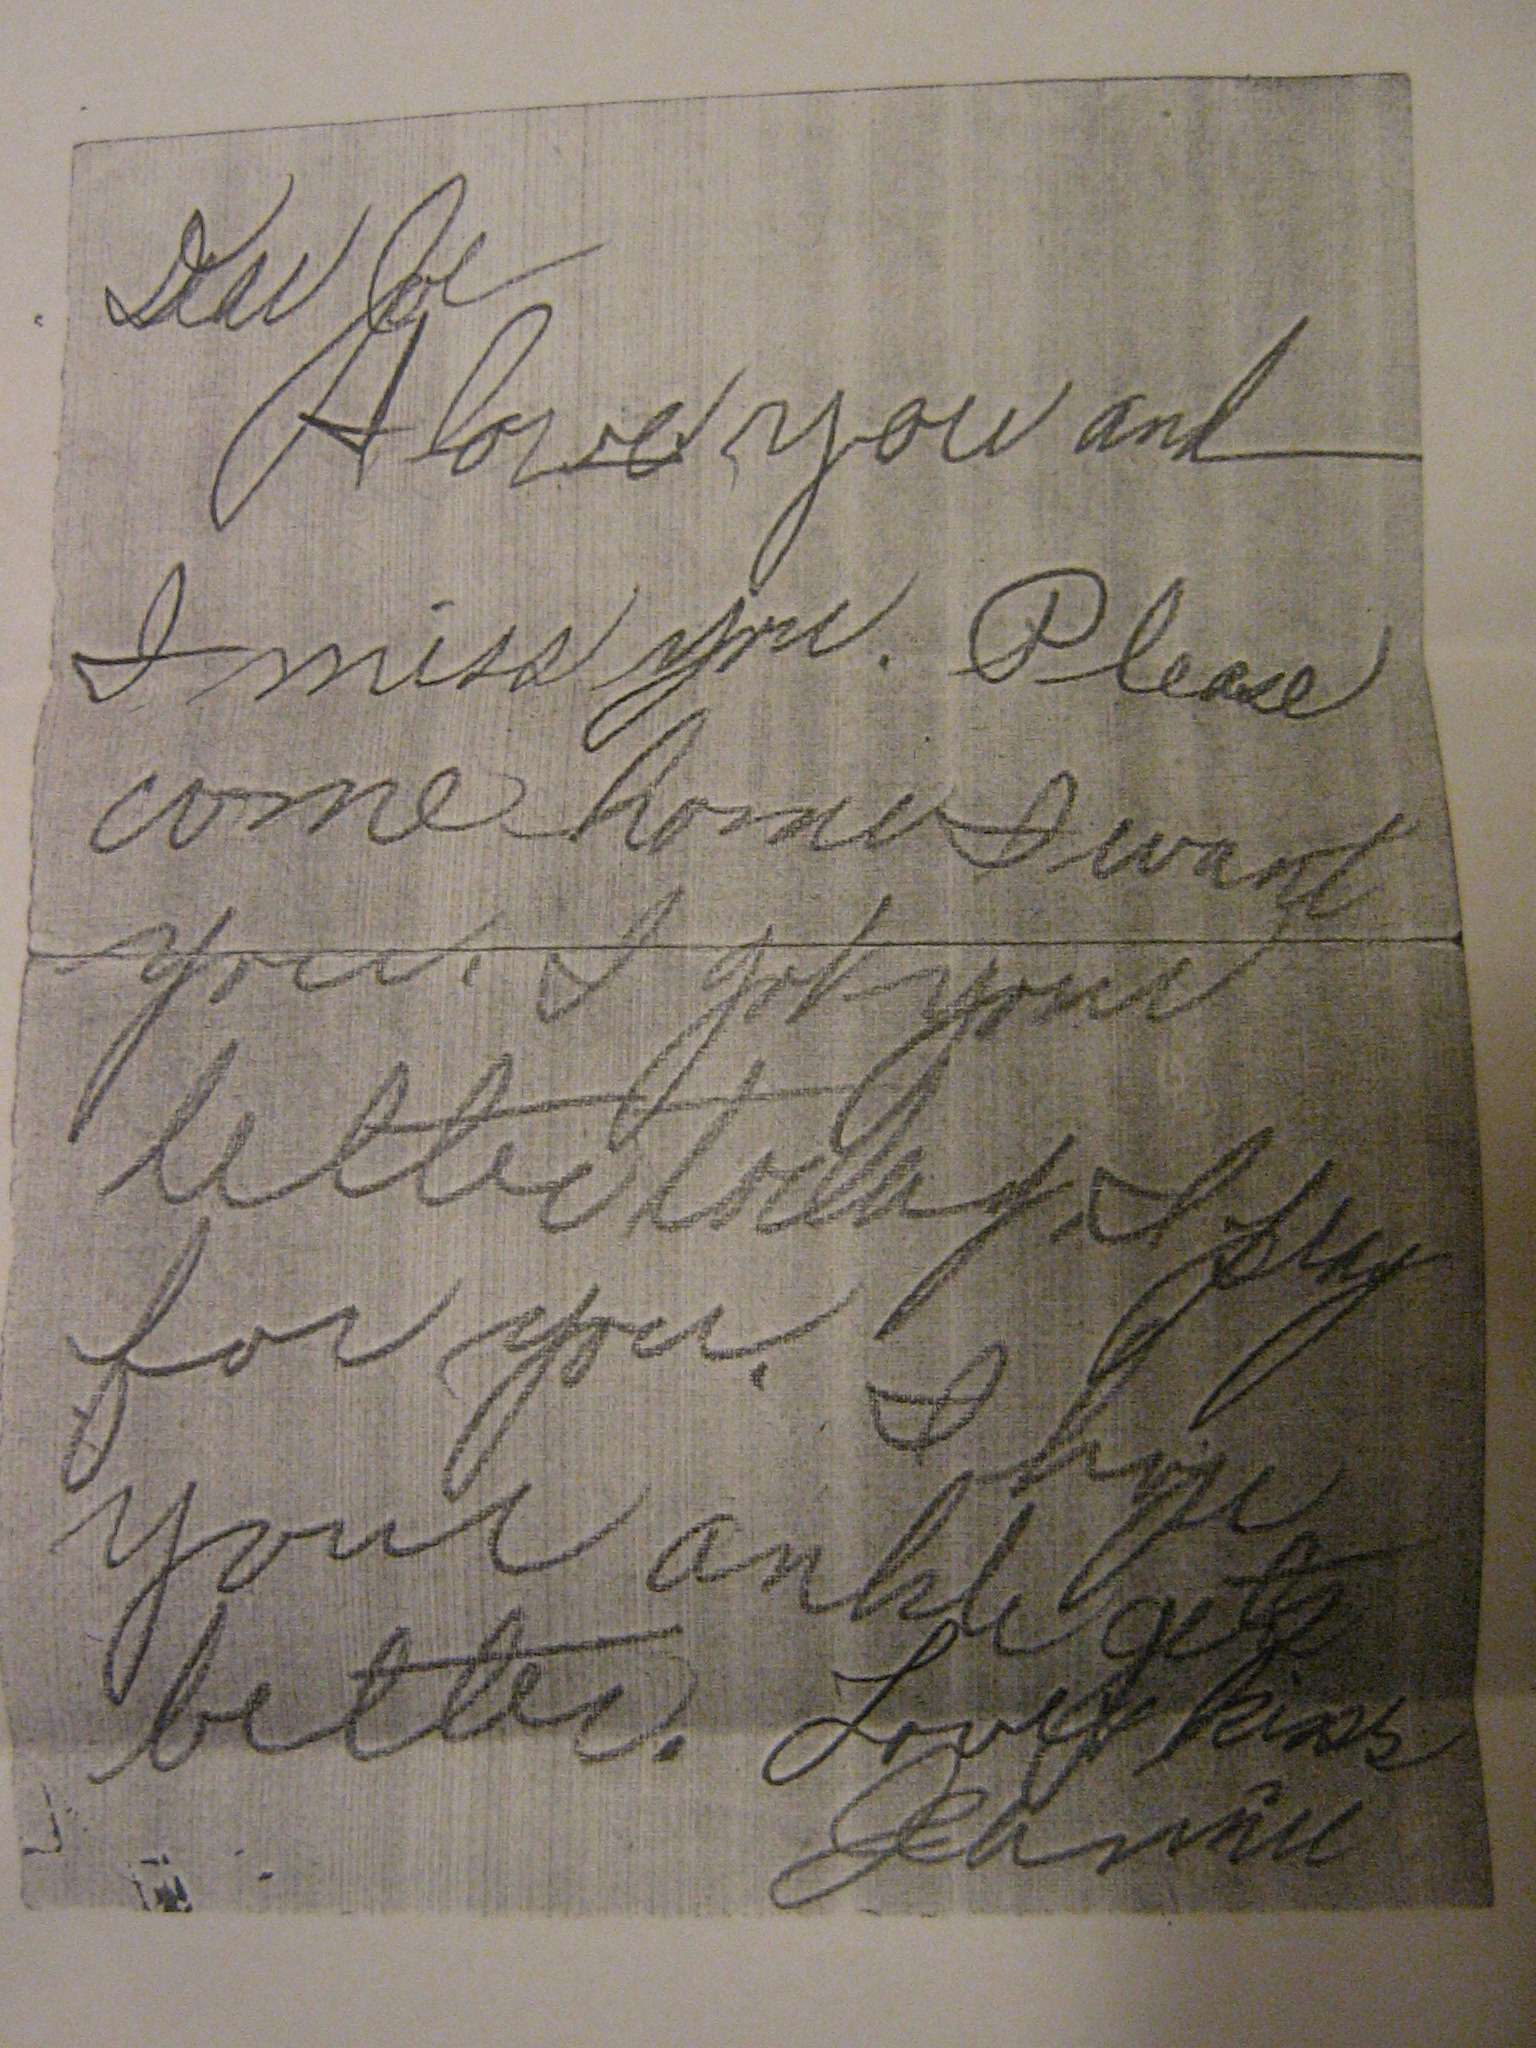 Dear Joe
I love you and
I miss you. Please
come home I want
you. I got your
letter today. I pray
for you. I hope
your ankle gets
better. Love & kiss
Jeannie